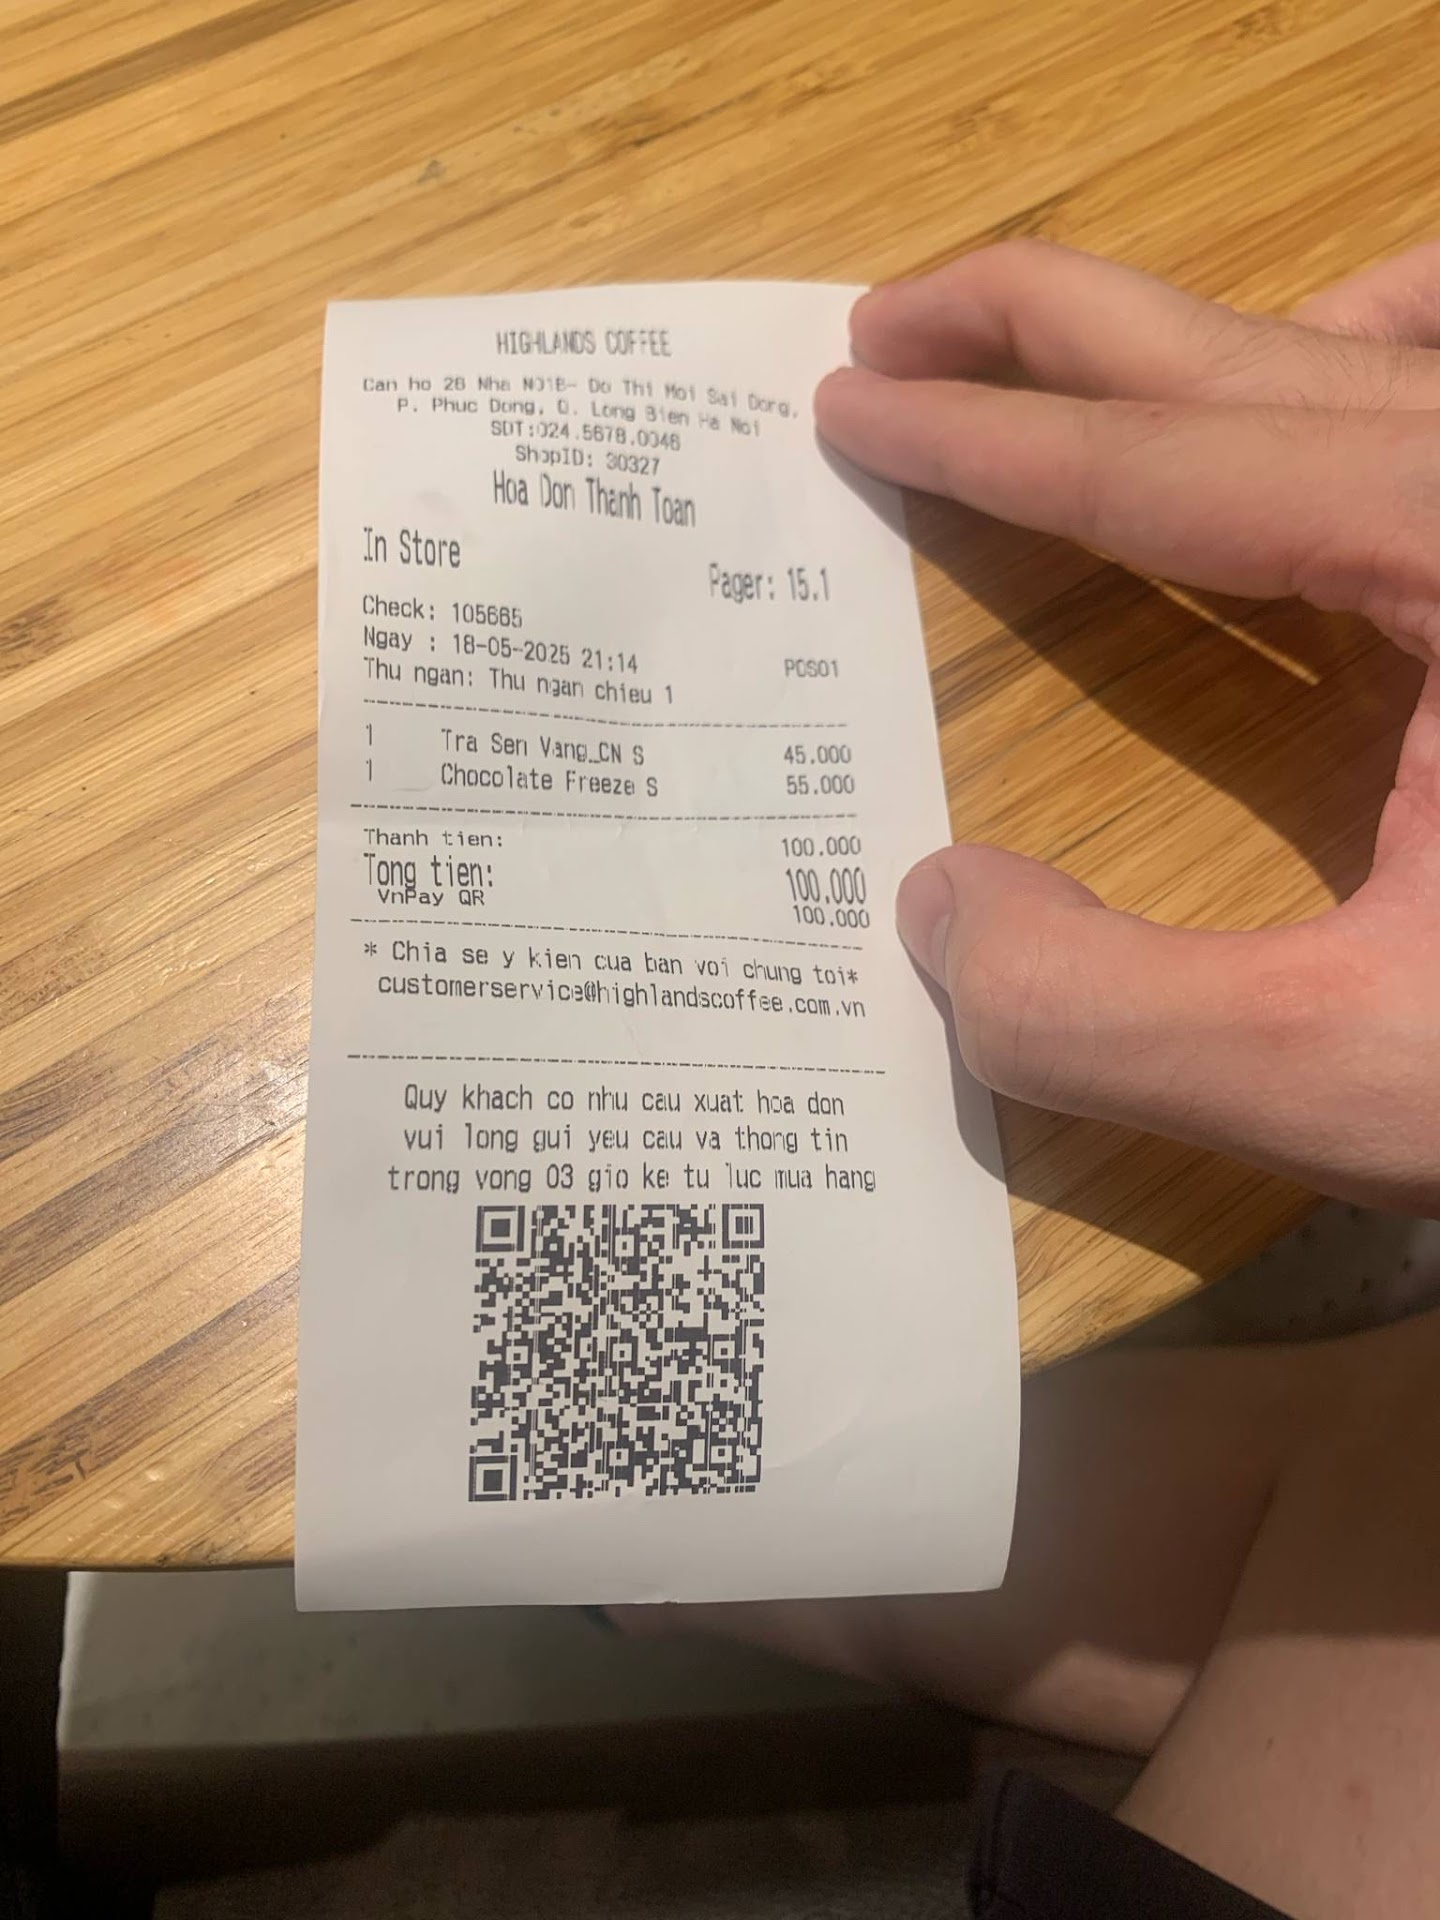 HIGHLANDS COFFEE
Can ho 28 Nha NO1B- Do Thi Moi Sai Dong,
P. Phuc Dong, Q. Long Bien Ha Noi
SDT:024.5678.0046
ShopID: 30327
Hoa Don Thanh Toan
In Store
Pager: 15.1
Check: 105665
Ngay : 18-05-2025 21:14
POS01
Thu ngan: Thu ngan chieu 1
1 Tra Sen Vang_CN S 45.000
1 Chocolate Freeze S 55.000
Thanh tien: 100.000
Tong tien: 100.000
VnPay QR 100.000
* Chia se y kien cua ban voi chung toi*
customerservice@highlandscoffee.com.vn
Quy khach co nhu cau xuat hoa don
vui long gui yeu cau va thong tin
trong vong 03 gio ke tu luc mua hang